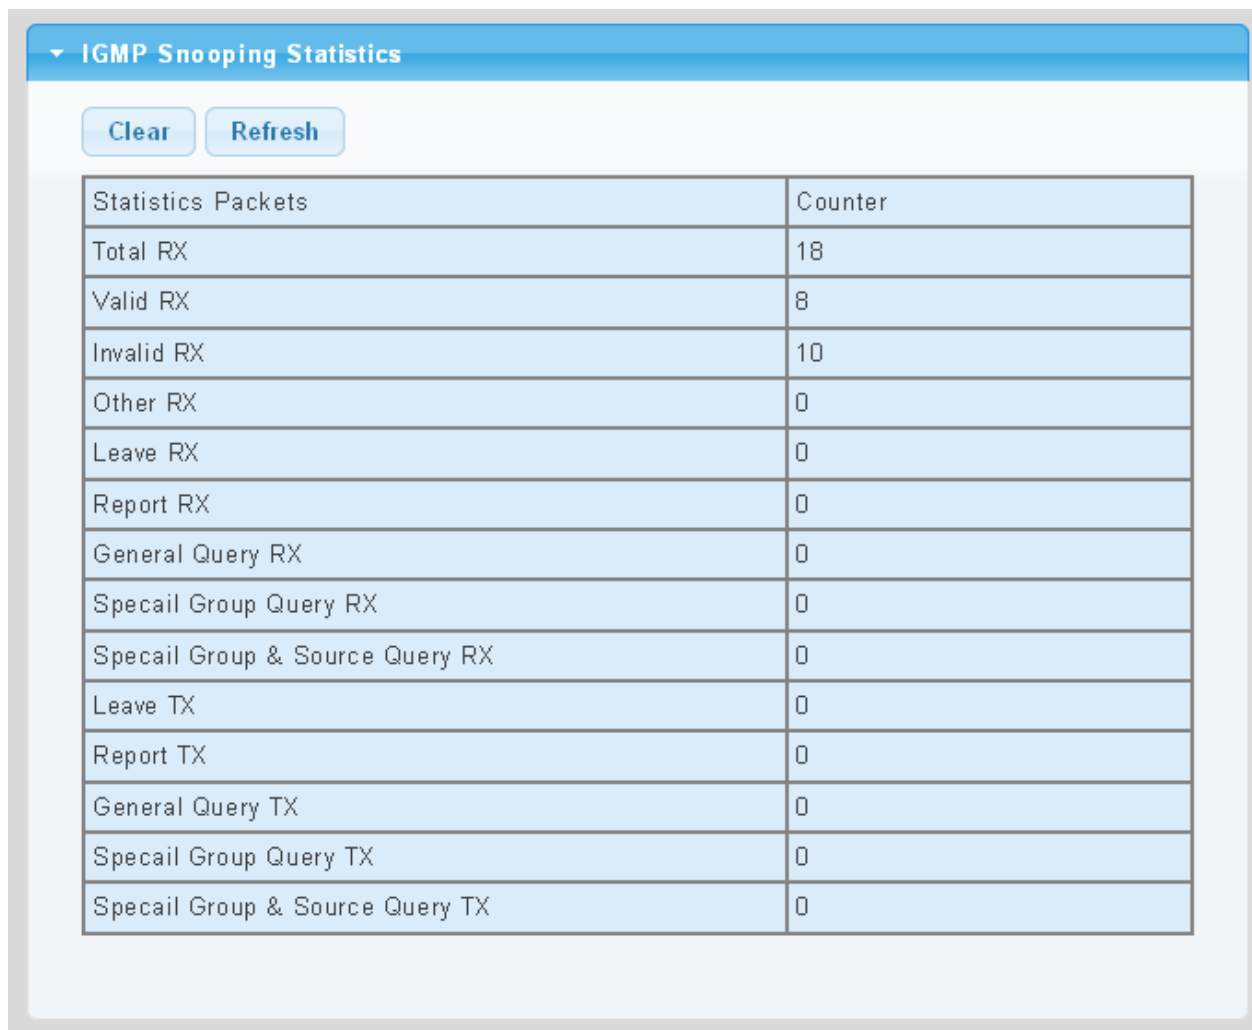 IGMP Snooping Statistics
Clear Refresh
Statistics Packets Counter
Total RX 18
Valid RX 8
Invalid RX 10
Other RX 0
Leave RX 0
Report RX 0
General Query RX 0
Specail Group Query RX 0
Specail Group & Source Query RX 0
Leave TX 0
Report TX 0
General Query TX 0
Specail Group Query TX 0
Specail Group & Source Query TX 0